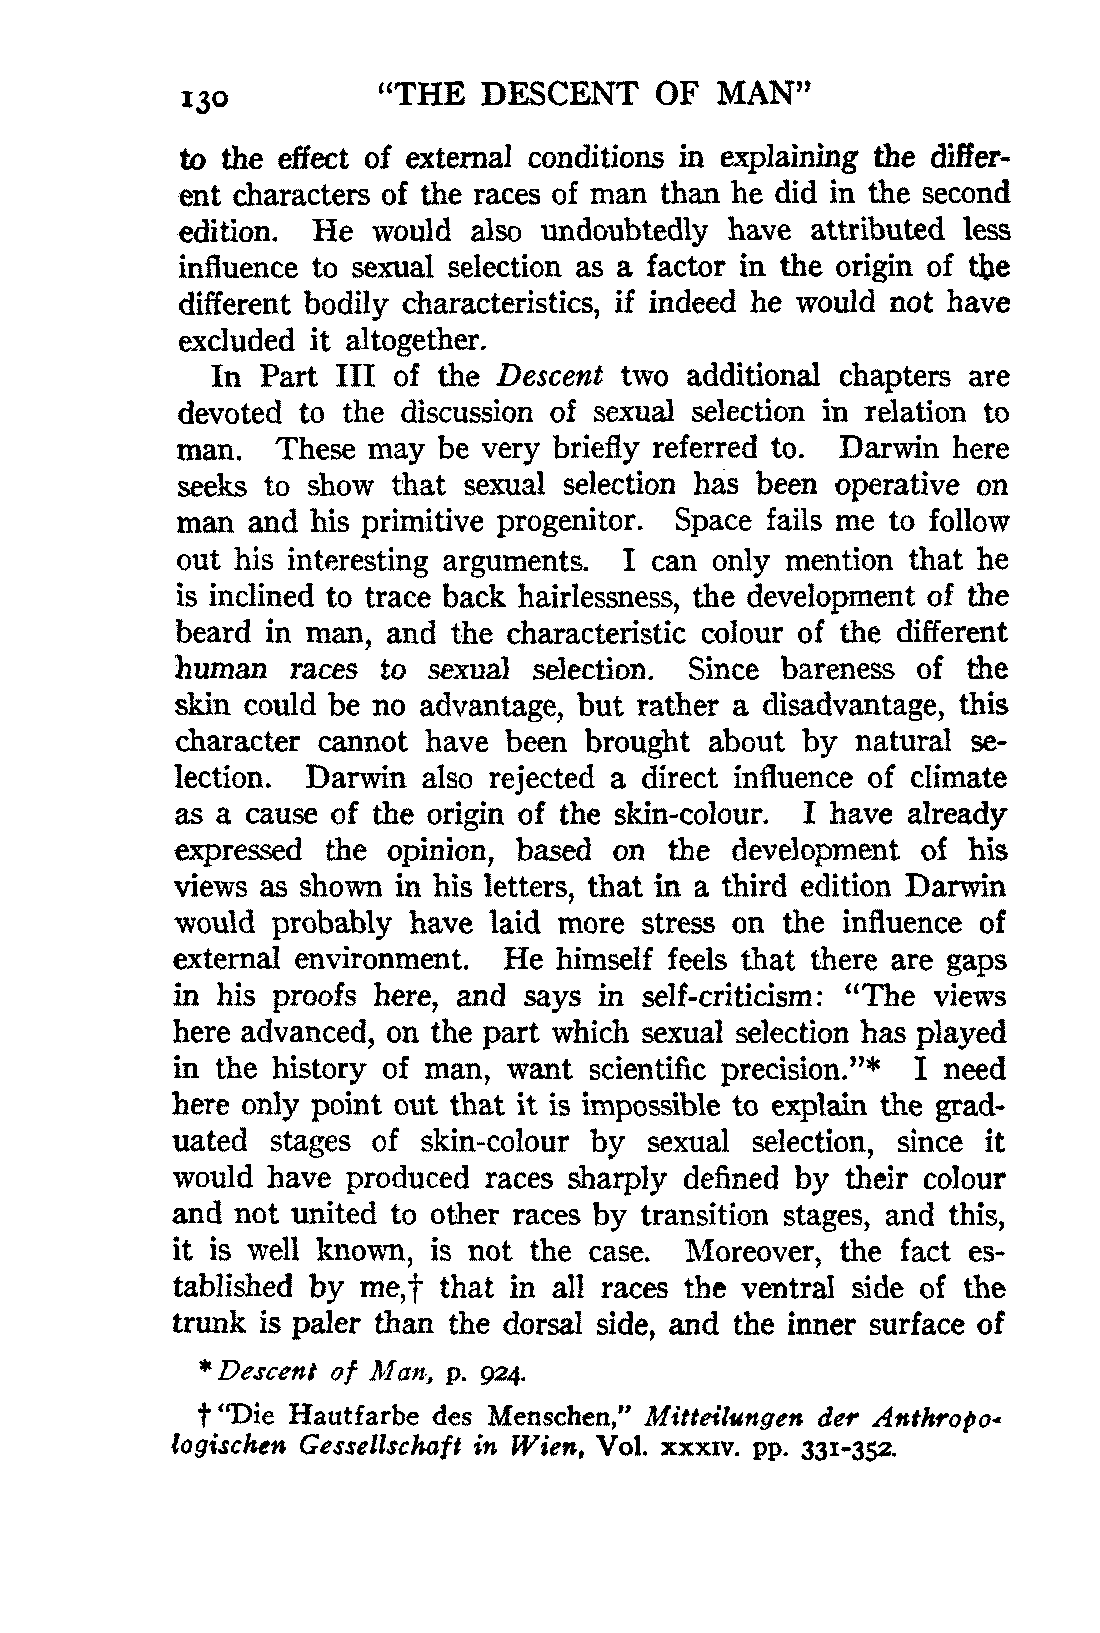 130 "THE DESCENT OF MAN"
to the effect of external conditions in explaining the differ-
ent characters of the races of man than he did in the second
edition. He would also undoubtedly have attributed less
influence to sexual selection as a factor in the origin of the
different bodily characteristics, if indeed he would not have
excluded it altogether.
In Part III of the Descent two additional chapters are
devoted to the discussion of sexual selection in relation to
man. These may be very briefly referred to. Darwin here
seeks to show that sexual selection has been operative on
man and his primitive progenitor. Space fails me to follow
out his interesting arguments. I can only mention that he
is inclined to trace back hairlessness, the development of the
beard in man, and the characteristic colour of the different
human races to sexual selection. Since bareness of the
skin could be no advantage, but rather a disadvantage, this
character cannot have been brought about by natural se-
lection. Darwin also rejected a direct influence of climate
as a cause of the origin of the skin-colour. I have already
expressed the opinion, based on the development of his
views as shown in his letters, that in a third edition Darwin
would probably have laid more stress on the influence of
external environment. He himself feels that there are gaps
in his proofs here, and says in self-criticism: "The views
here advanced, on the part which sexual selection has played
in the history of man, want scientific precision."* I need
here only point out that it is impossible to explain the grad-
uated stages of skin-colour by sexual selection, since it
would have produced races sharply defined by their colour
and not united to other races by transition stages, and this,
it is well known, is not the case. Moreover, the fact es-
tablished by me,† that in all races the ventral side of the
trunk is paler than the dorsal side, and the inner surface of
* Descent of Man, p. 924.
† "Die Hautfarbe des Menschen," Mitteilungen der Anthropo-
logischen Gessellschaft in Wien, Vol. XXXIV. pp. 331-352.